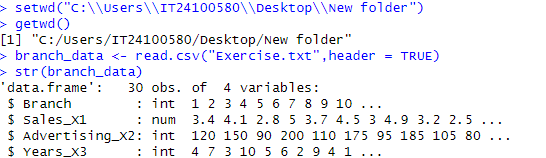 > setwd("C:\\Users\\IT24100580\\Desktop\\New folder")
> getwd()
[1] "C:/Users/IT24100580/Desktop/New folder"
> branch_data <- read.csv("Exercise.txt",header = TRUE)
> str(branch_data)
'data.frame':   30 obs. of  4 variables:
 $ Branch        : int  1 2 3 4 5 6 7 8 9 10 ...
 $ Sales_X1      : num  3.4 4.1 2.8 5 3.7 4.5 3 4.9 3.2 2.5 ...
 $ Advertising_X2: int  120 150 90 200 110 175 95 185 105 80 ...
 $ Years_X3      : int  4 7 3 10 5 6 2 9 4 1 ...